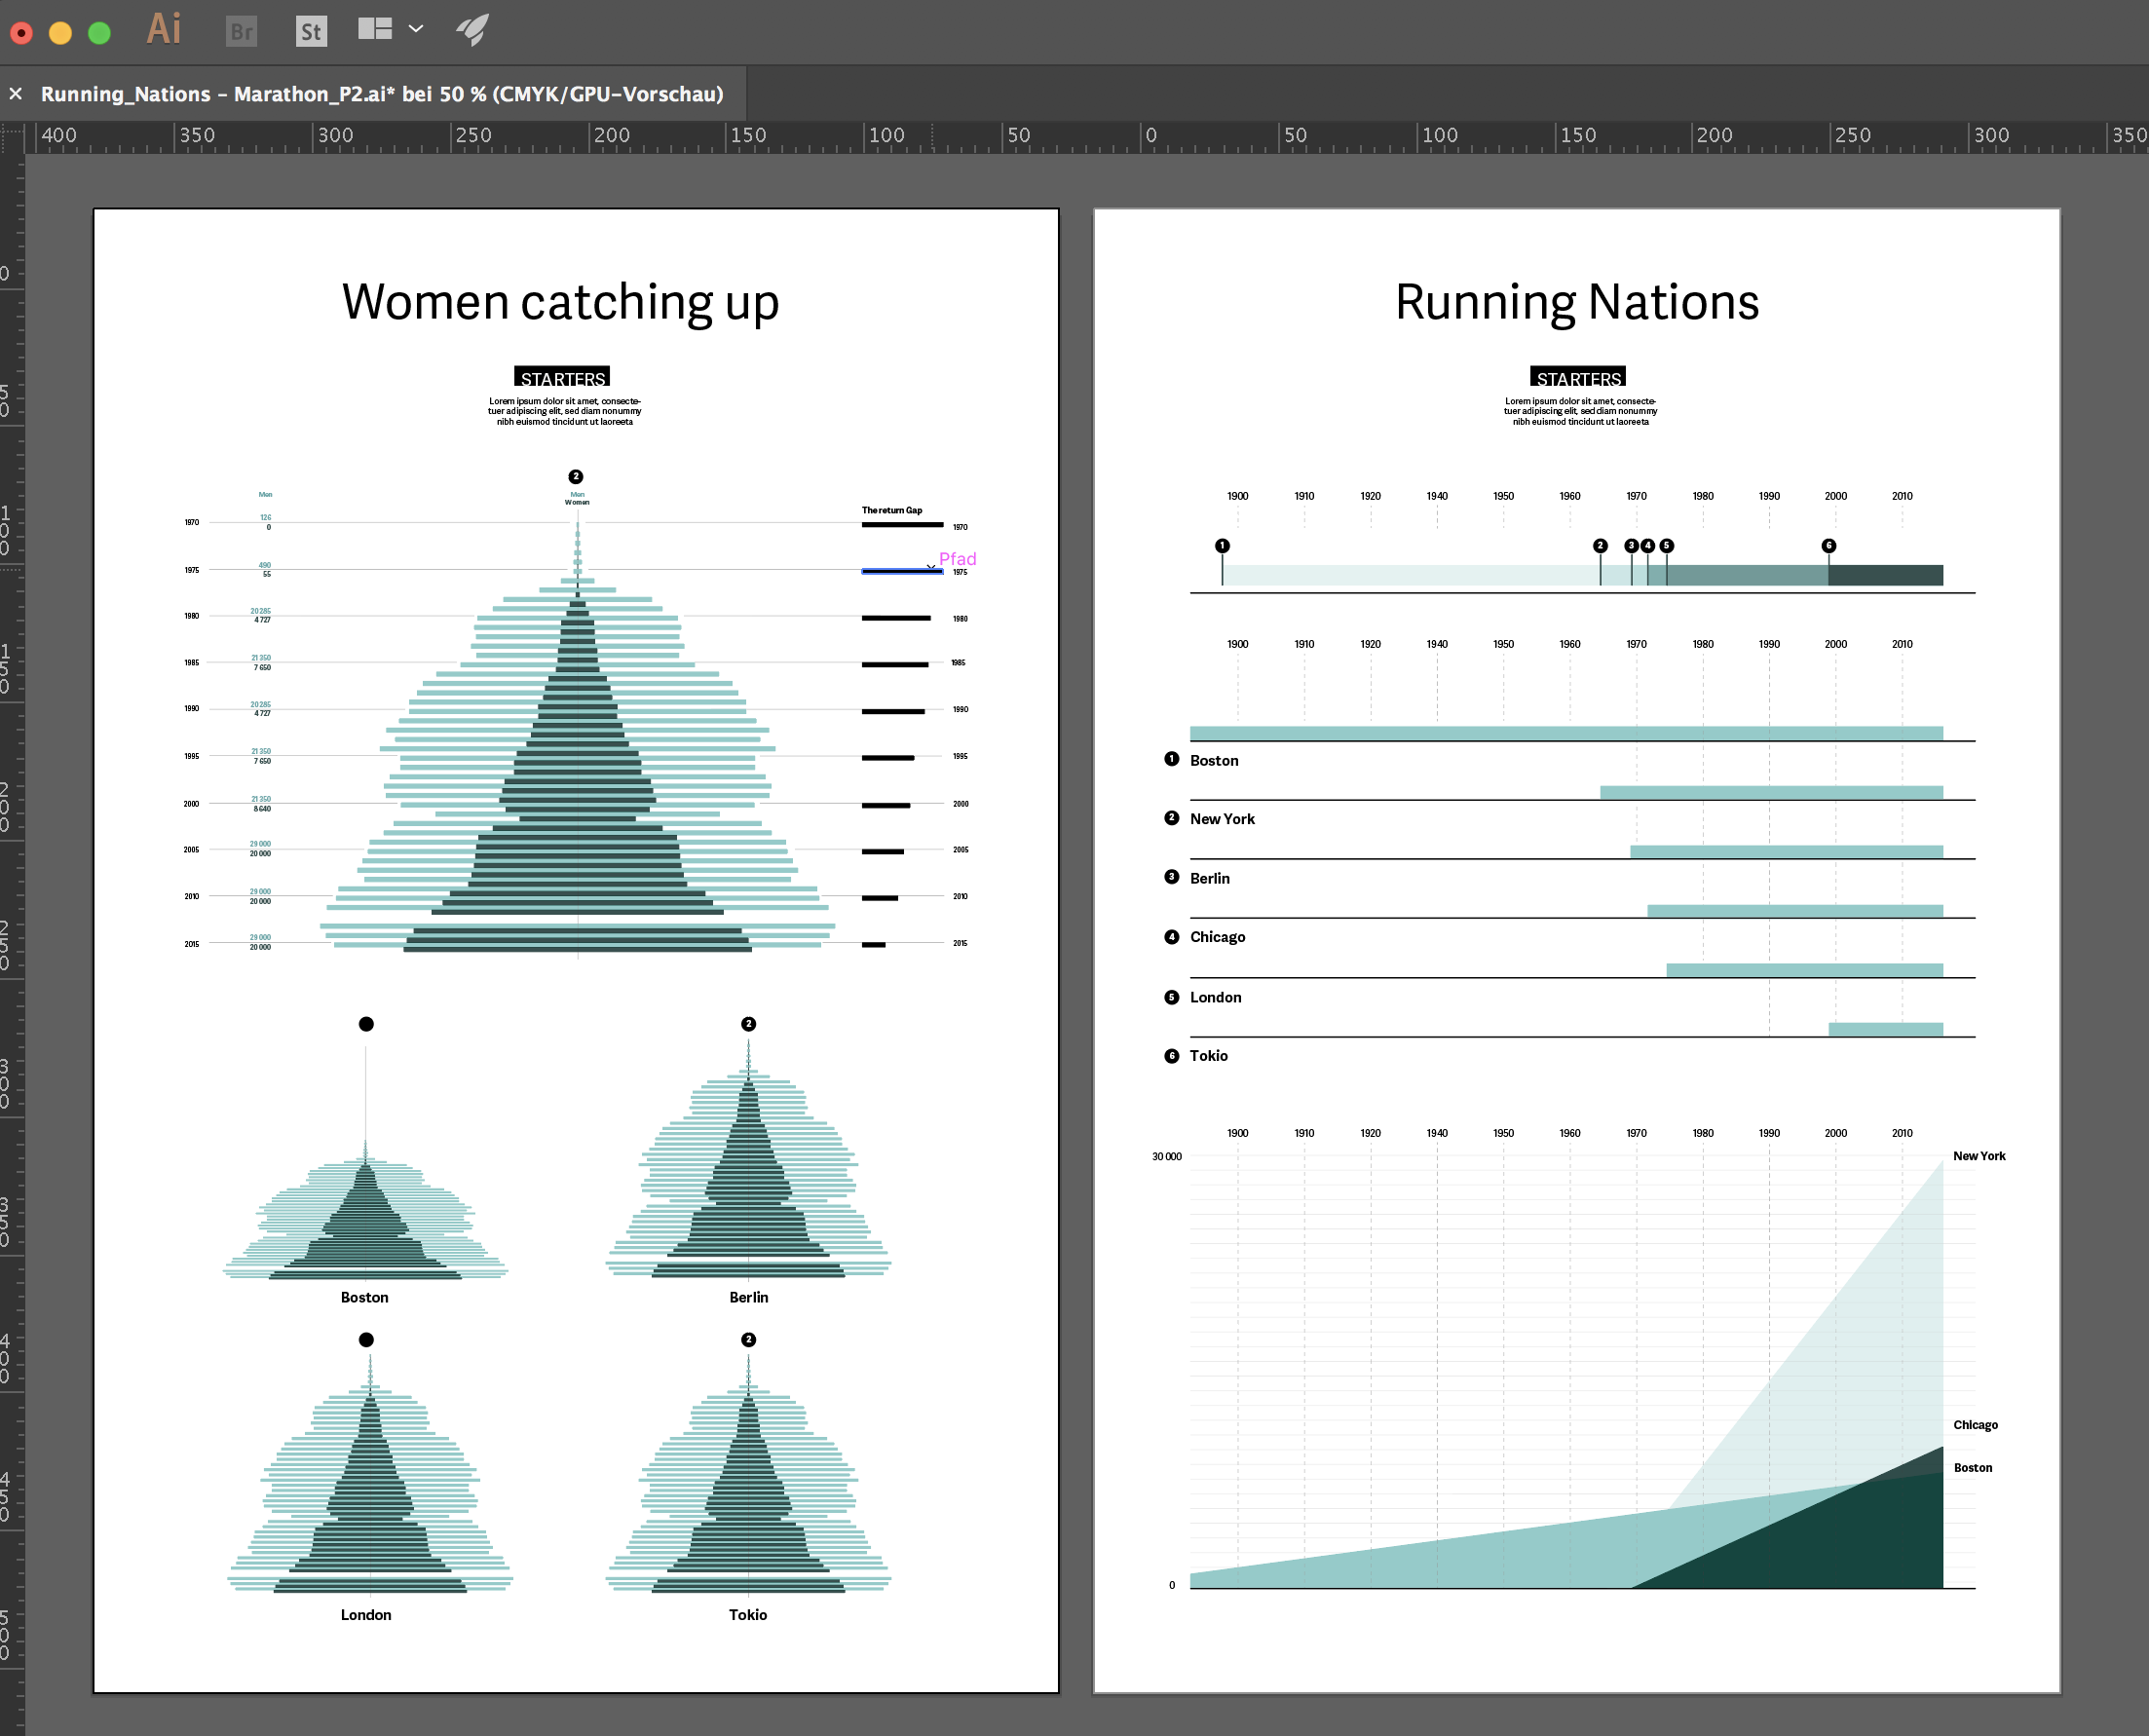 Ai Br St
× Running_Nations – Marathon_P2.ai* bei 50 % (CMYK/GPU-Vorschau)
400 350 300 250 200 150 100 50 0 50 100 150 200 250 300 350
Women catching up
STARTERS
Lorem ipsum dolor sit amet, consecte-
tuer adipiscing elit, sed diam nonummy
nibh euismod tincidunt ut laoreeta
2
Men
Men
Women
The return Gap
1970 126 1970
0
Pfad
1975 490 1975
55
1980 20 285 1980
4 727
1985 21 350 1985
7 650
1990 20 285 1990
4 727
1995 21 350 1995
7 650
2000 21 350 2000
8 640
2005 29 000 2005
20 000
2010 29 000 2010
20 000
2015 29 000 2015
20 000
2
Boston
Berlin
2
London
Tokio
Running Nations
STARTERS
Lorem ipsum dolor sit amet, consecte-
tuer adipiscing elit, sed diam nonummy
nibh euismod tincidunt ut laoreeta
1900 1910 1920 1940 1950 1960 1970 1980 1990 2000 2010
1 2 3 4 5 6
1900 1910 1920 1940 1950 1960 1970 1980 1990 2000 2010
1 Boston
2 New York
3 Berlin
4 Chicago
5 London
6 Tokio
1900 1910 1920 1940 1950 1960 1970 1980 1990 2000 2010
30 000
New York
Chicago
Boston
0